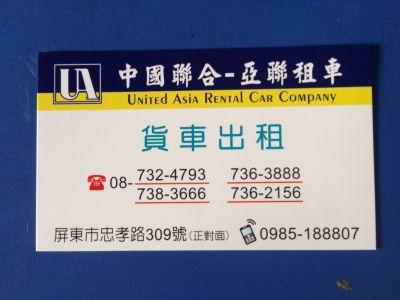 UA 中國聯合-亞聯租車
UNITED ASIA RENTAL CAR COMPANY
貨車出租
08-732-4793 736-3888
738-3666 736-2156
屏東市忠孝路309號(正對面) 0985-188807